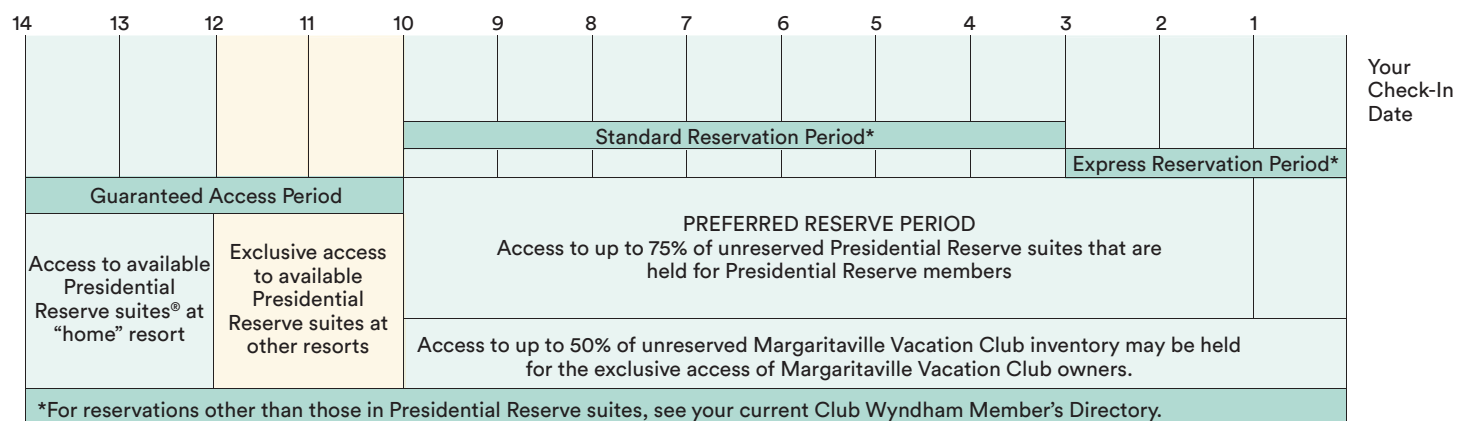 14 13 12 11 10 9 8 7 6 5 4 3 2 1
Your
Check-In
Date
Standard Reservation Period*
Express Reservation Period*
Guaranteed Access Period
Access to available
Presidential
Reserve suites® at
“home” resort
Exclusive access
to available
Presidential
Reserve suites at
other resorts
PREFERRED RESERVE PERIOD
Access to up to 75% of unreserved Presidential Reserve suites that are
held for Presidential Reserve members
Access to up to 50% of unreserved Margaritaville Vacation Club inventory may be held
for the exclusive access of Margaritaville Vacation Club owners.
*For reservations other than those in Presidential Reserve suites, see your current Club Wyndham Member’s Directory.